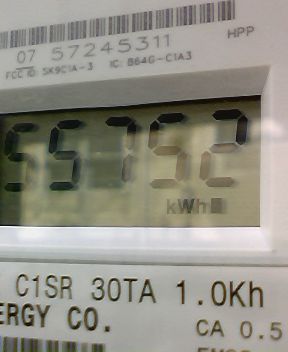 07 57245311
HPP
FCC ID: SK9C1A-3 IC: B64G-C1A3
55752
kWh
C1SR 30TA 1.0Kh
ERGY CO.
CA 0.5